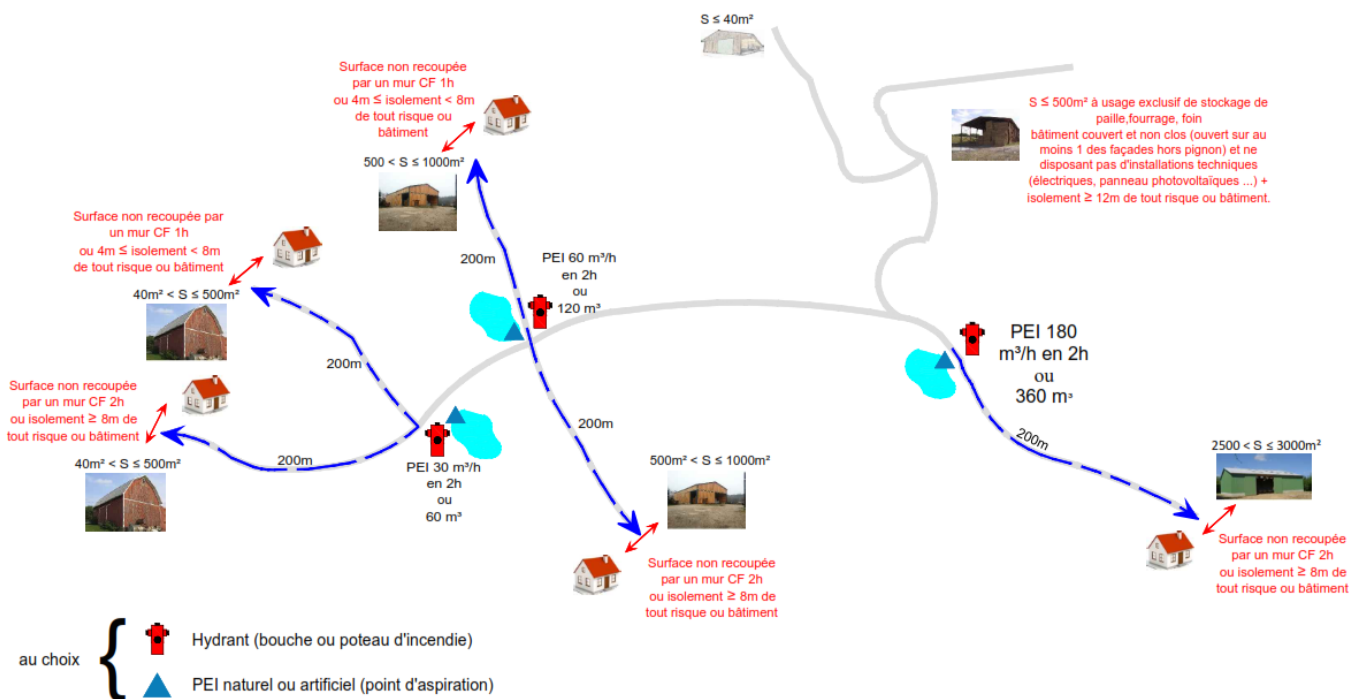 S ≤ 40m²
Surface non recoupée
par un mur CF 1h
ou 4m ≤ isolement < 8m
de tout risque ou
bâtiment
500 < S ≤ 1000m²
S ≤ 500m² à usage exclusif de stockage de
paille,fourrage, foin
bâtiment couvert et non clos (ouvert sur au
moins 1 des façades hors pignon) et ne
disposant pas d'installations techniques
(électriques, panneau photovoltaïques ...) +
isolement ≥ 12m de tout risque ou bâtiment.
Surface non recoupée par
un mur CF 1h
ou 4m ≤ isolement < 8m
de tout risque ou bâtiment
40m² < S ≤ 500m²
200m
PEI 60 m³/h
en 2h
ou
120 m³
200m
PEI 180
m³/h en 2h
ou
360 m³
Surface non recoupée
par un mur CF 2h
ou isolement ≥ 8m de
tout risque ou bâtiment
40m² < S ≤ 500m²
200m
PEI 30 m³/h
en 2h
ou
60 m³
200m
500m² < S ≤ 1000m²
Surface non recoupée
par un mur CF 2h
ou isolement ≥ 8m de
tout risque ou bâtiment
200m
2500 < S ≤ 3000m²
Surface non recoupée
par un mur CF 2h
ou isolement ≥ 8m de
tout risque ou bâtiment
au choix
Hydrant (bouche ou poteau d'incendie)
PEI naturel ou artificiel (point d'aspiration)